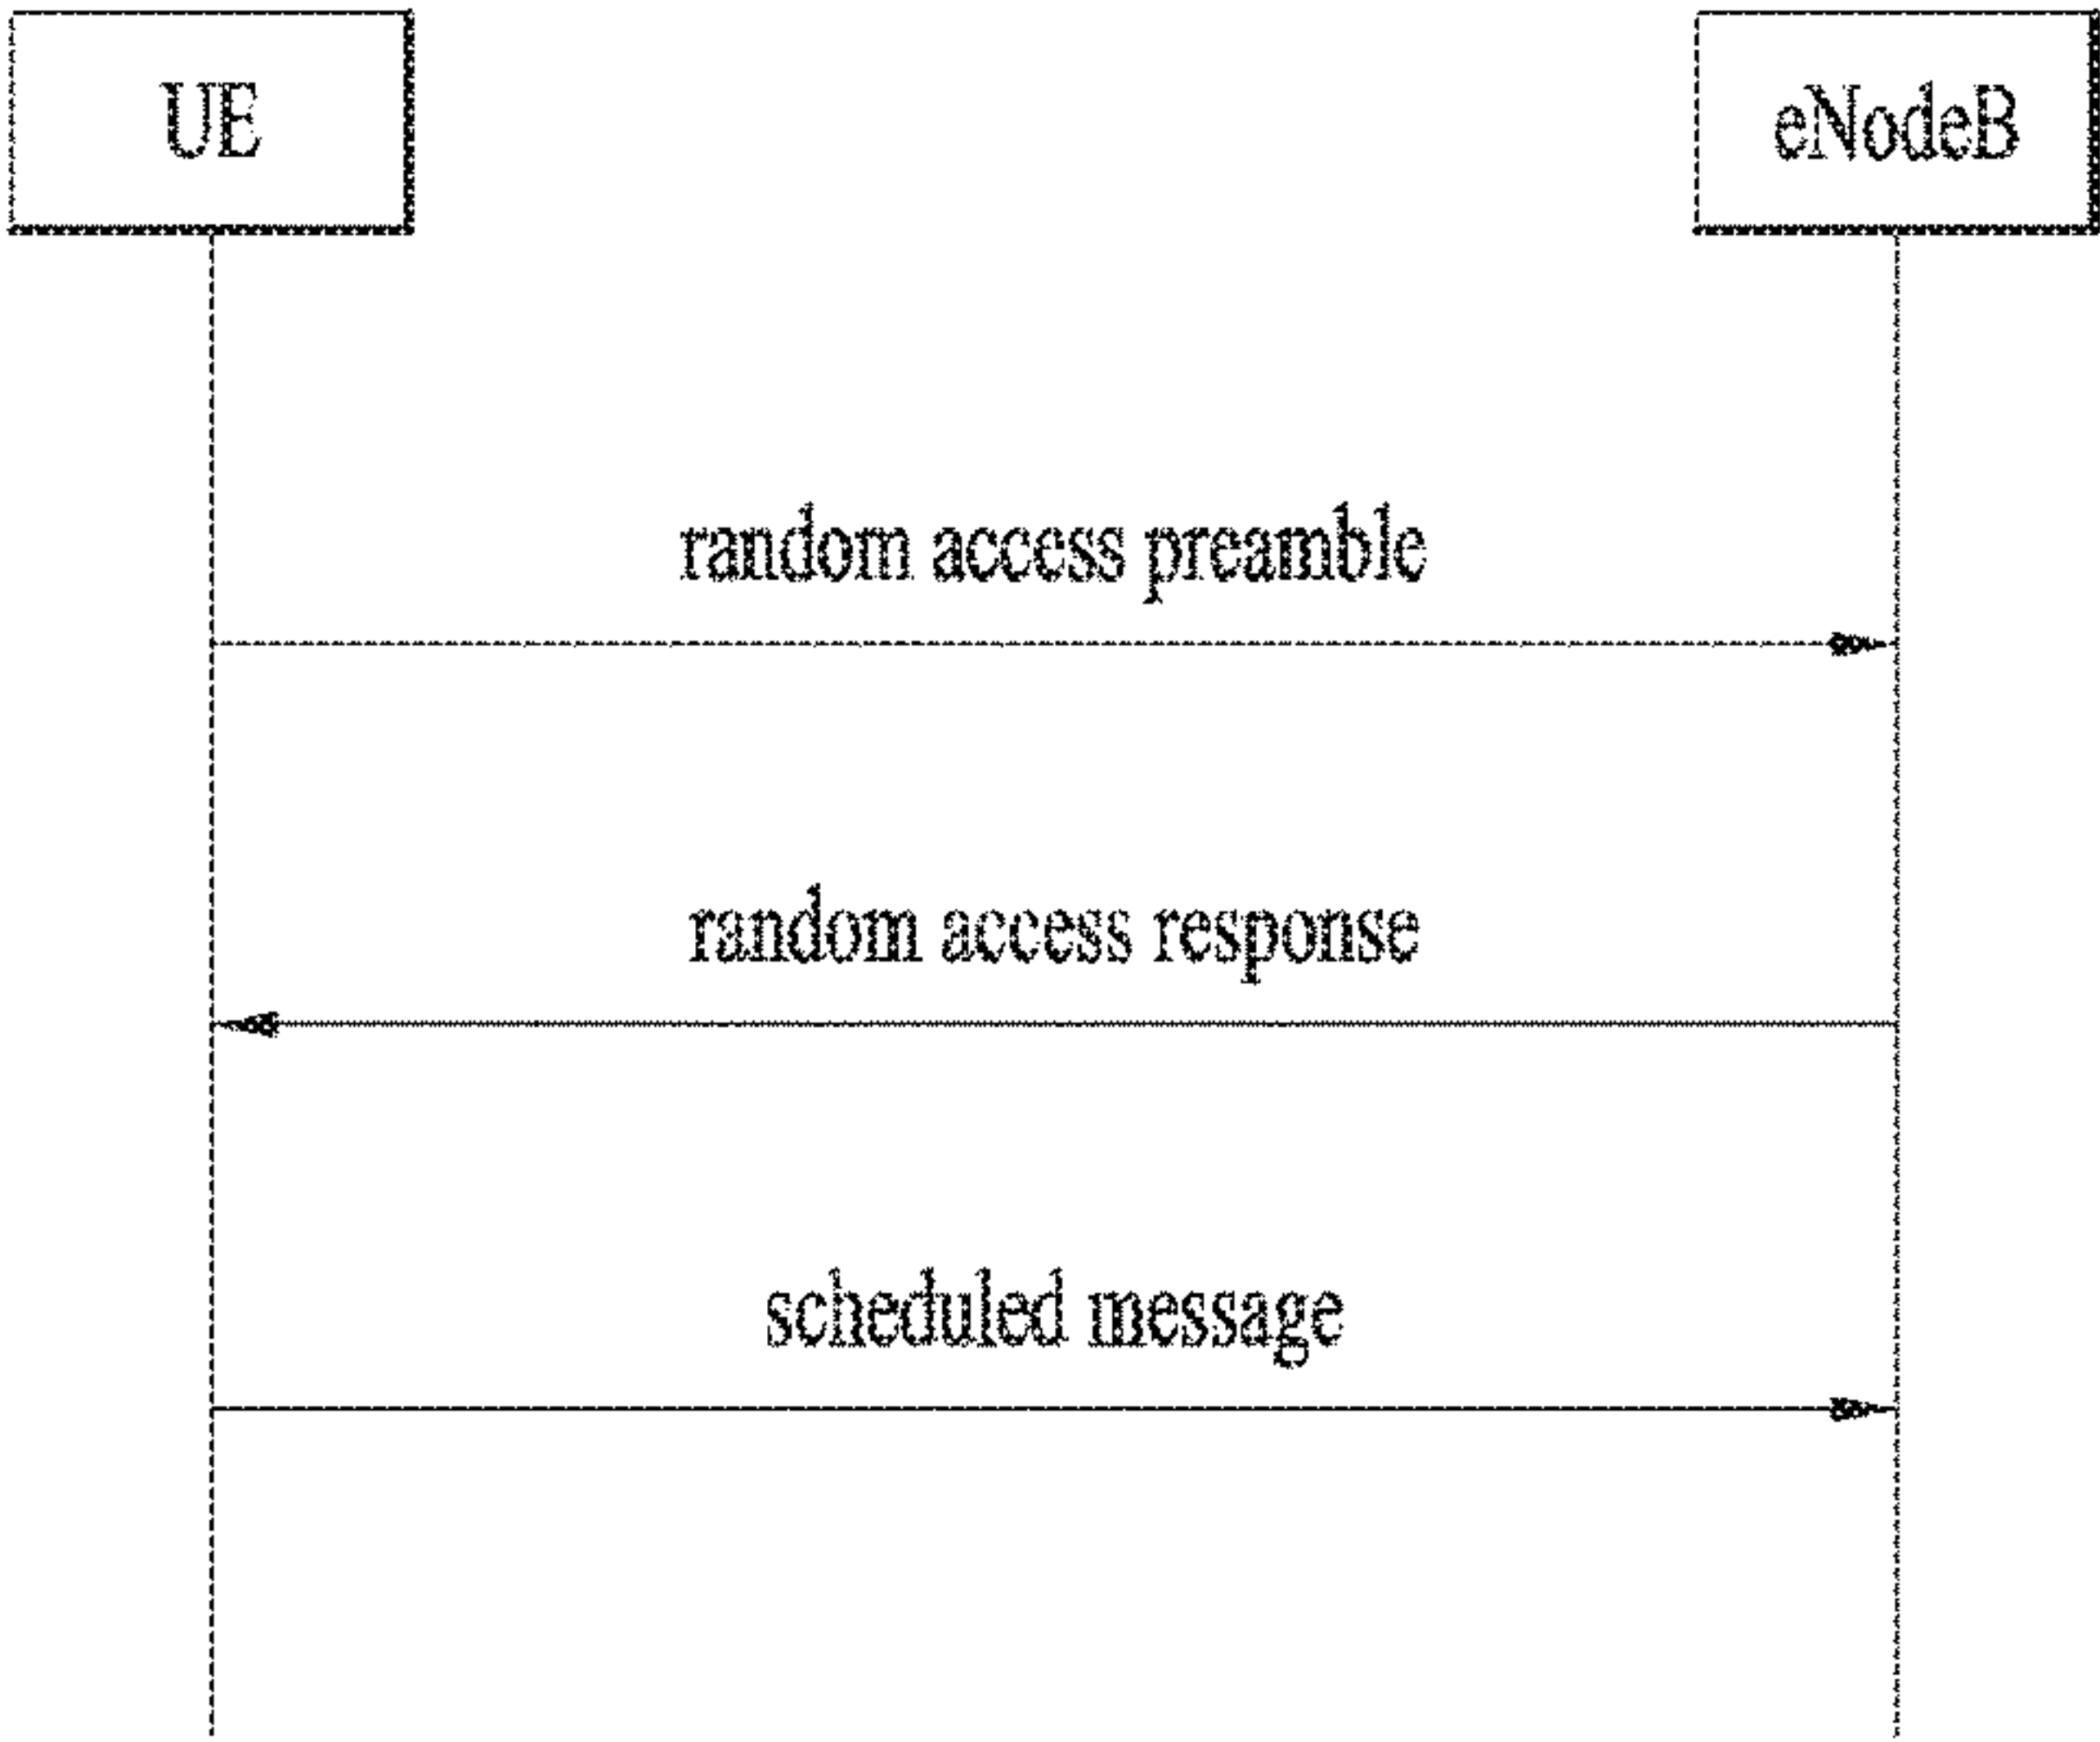 UE
eNodeB
random access preamble
random access response
scheduled message